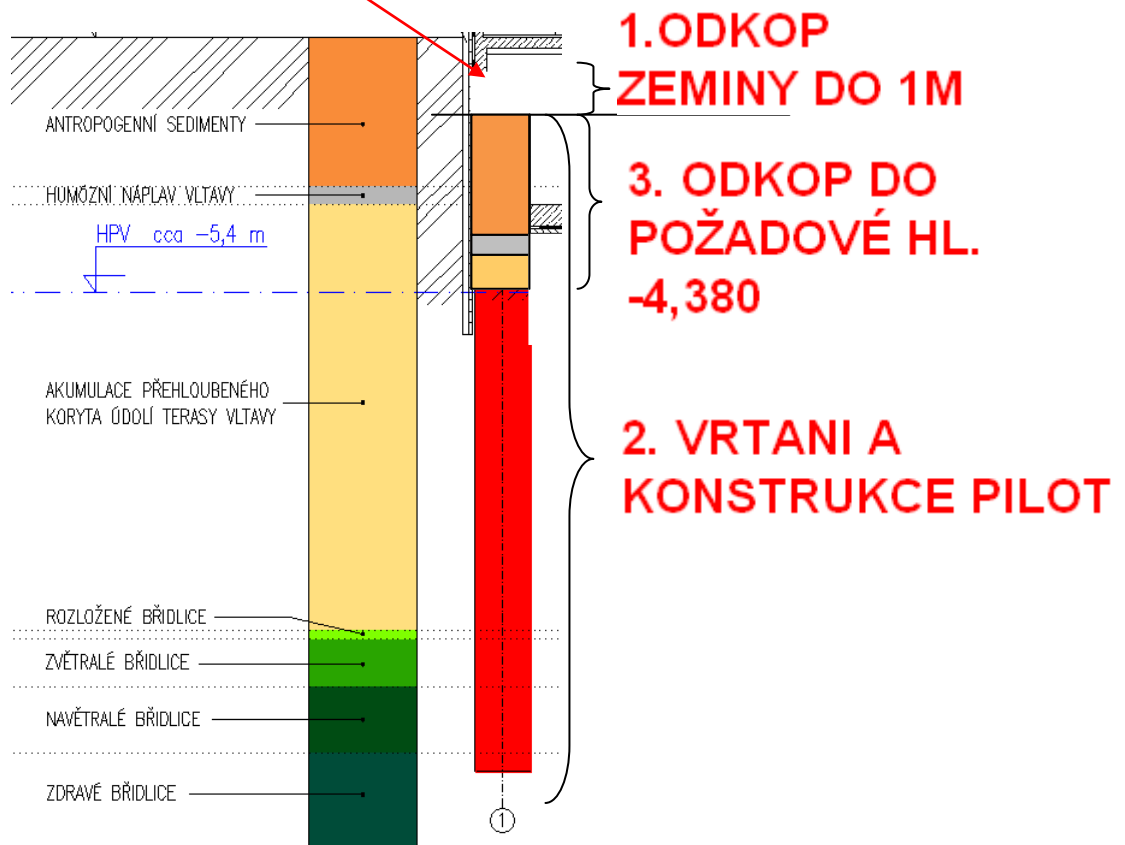 1.ODKOP
ZEMINY DO 1M
ANTROPOGENNÍ SEDIMENTY
HUMÓZNÍ NÁPLAV VLTAVY
HPV cca -5,4 m
3. ODKOP DO
POŽADOVÉ HL.
-4,380
AKUMULACE PŘEHLOUBENÉHO
KORYTA ÚDOLÍ TERASY VLTAVY
2. VRTANI A
KONSTRUKCE PILOT
ROZLOŽENÉ BŘIDLICE
ZVĚTRALÉ BŘIDLICE
NAVĚTRALÉ BŘIDLICE
ZDRAVÉ BŘIDLICE
1